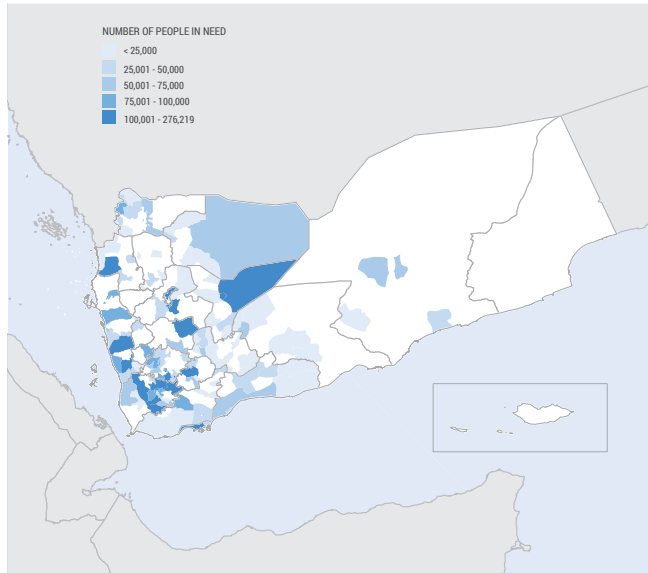 NUMBER OF PEOPLE IN NEED
< 25,000
25,001 - 50,000
50,001 - 75,000
75,001 - 100,000
100,001 - 276,219